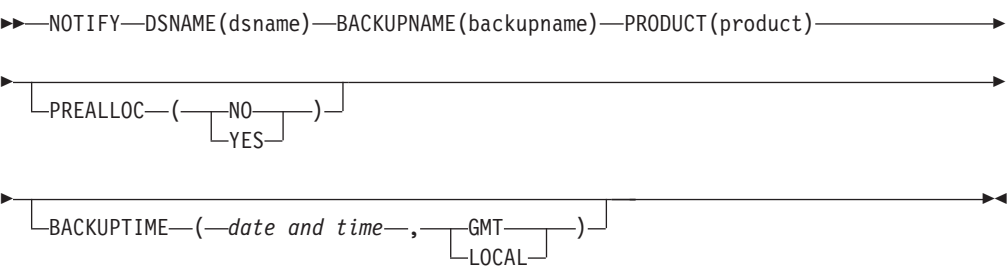 NOTIFY DSNAME(dsname) BACKUPNAME(backupname) PRODUCT(product)
PREALLOC ( NO )
YES
BACKUPTIME ( date and time , GMT )
LOCAL